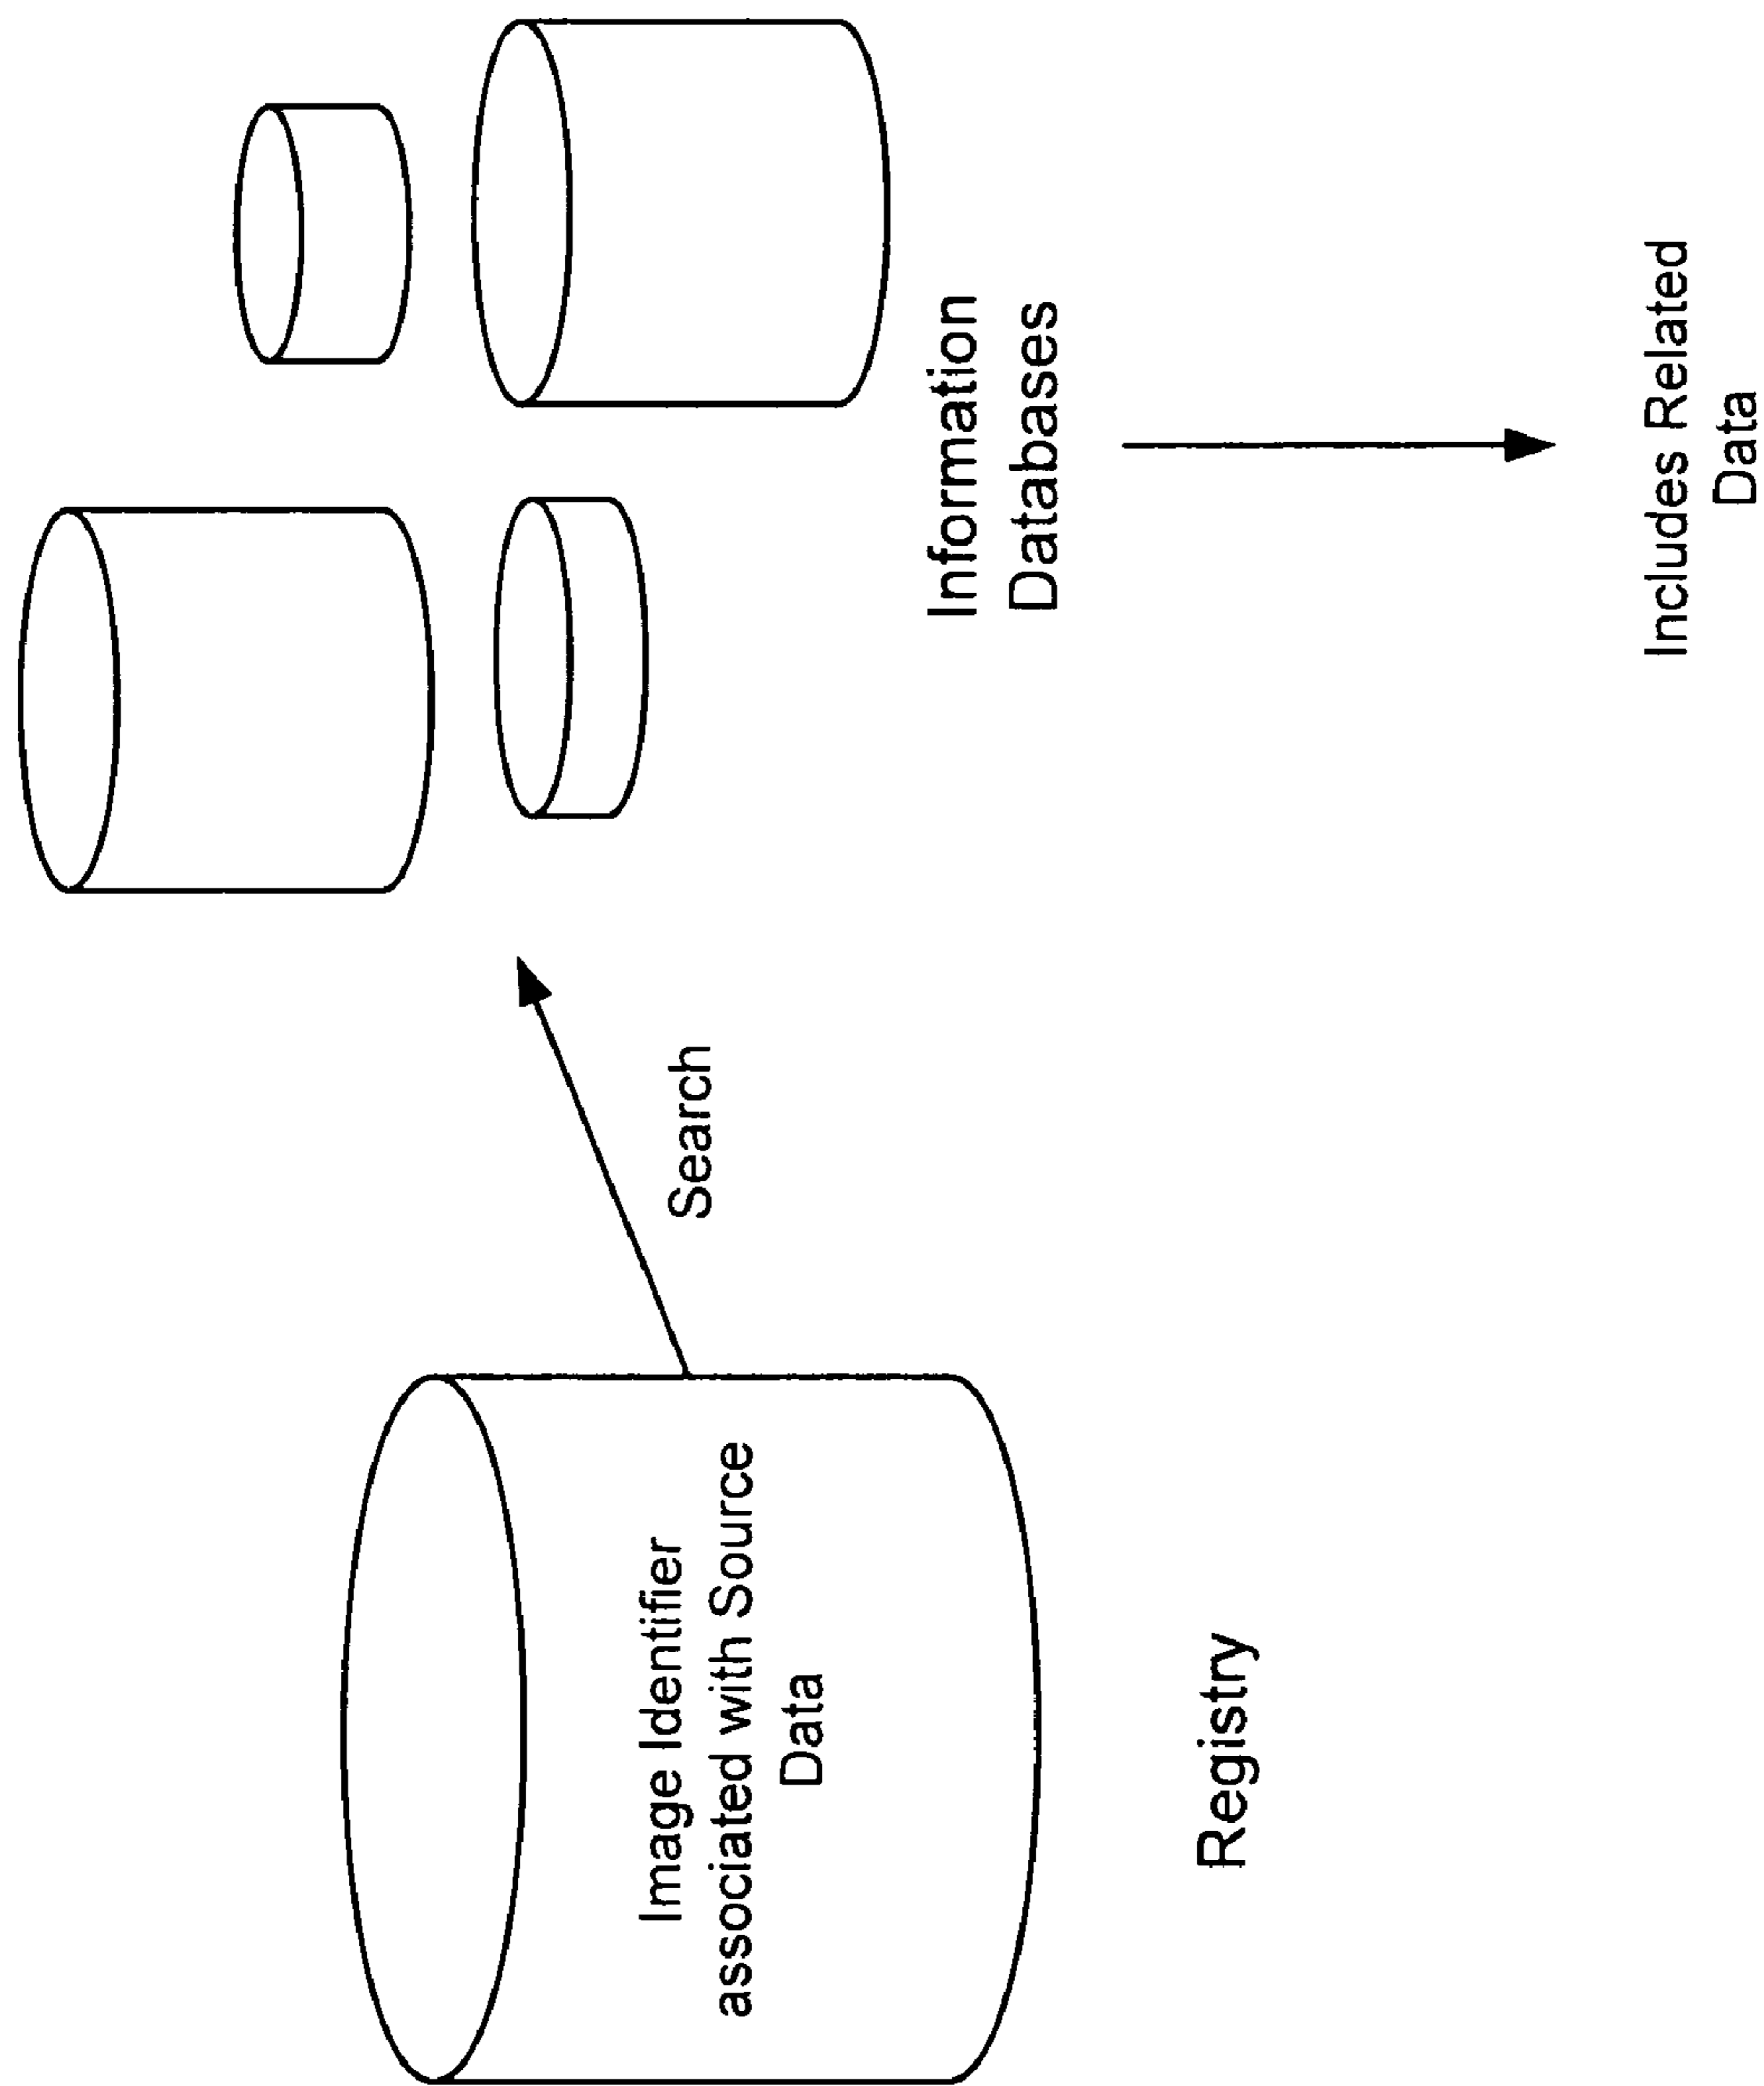 Image Identifier
associated with Source
Data
Registry
Search
Information
Databases
Includes Related
Data